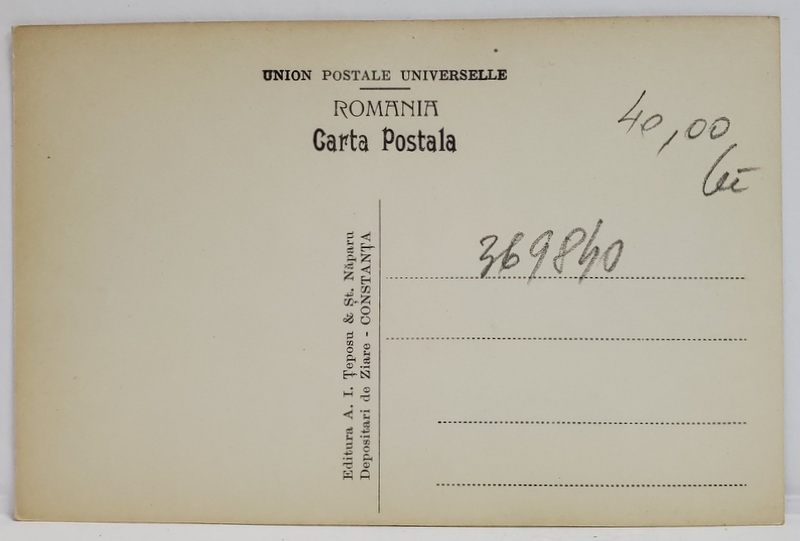 UNION POSTALE UNIVERSELLE
ROMANIA
Carta Postala
40,00
lei
369840
Editura A. I. Țeposu & Șt. Năparu
Depositari de Ziare - CONSTANȚA